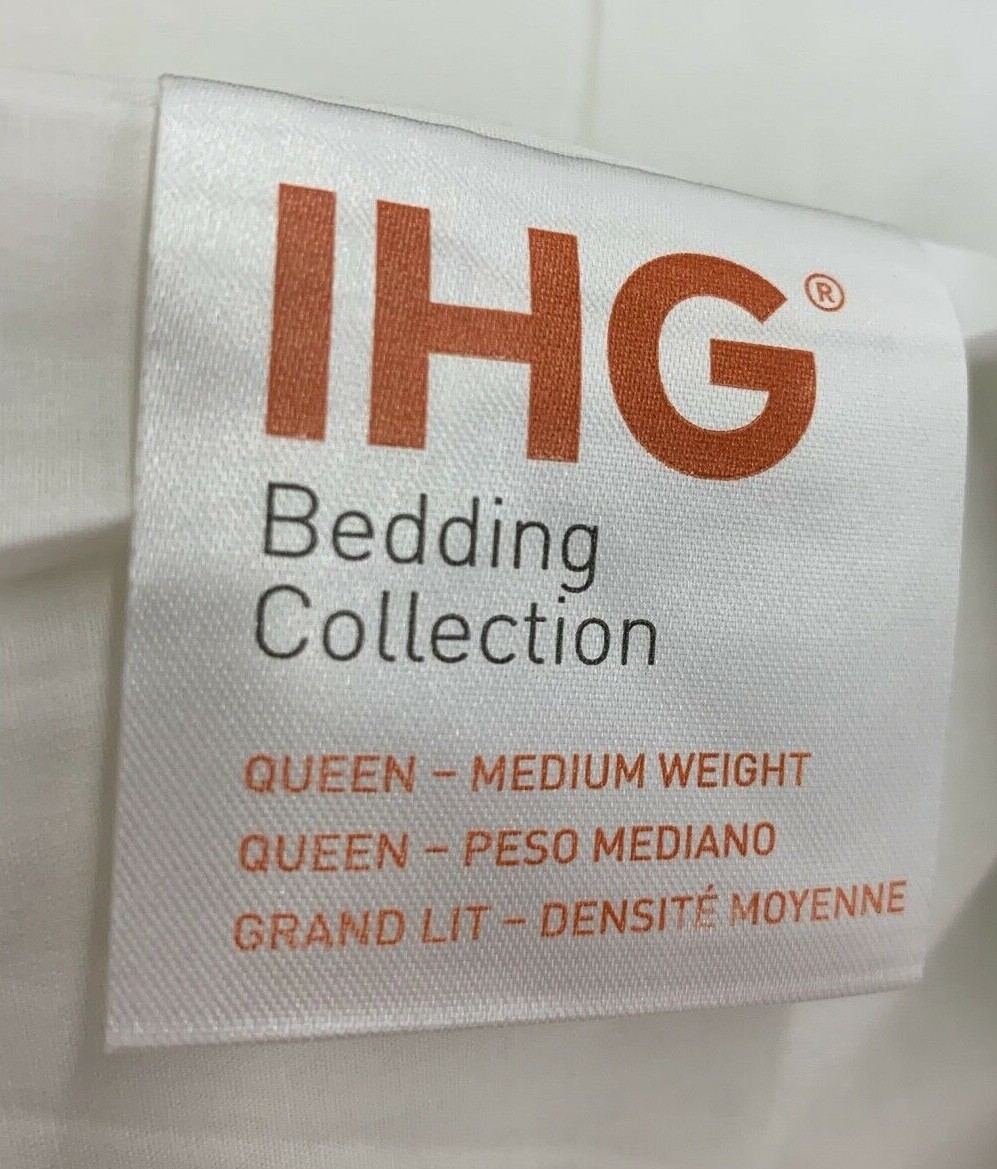 IHG®
Bedding
Collection
QUEEN – MEDIUM WEIGHT
QUEEN – PESO MEDIANO
GRAND LIT – DENSITÉ MOYENNE